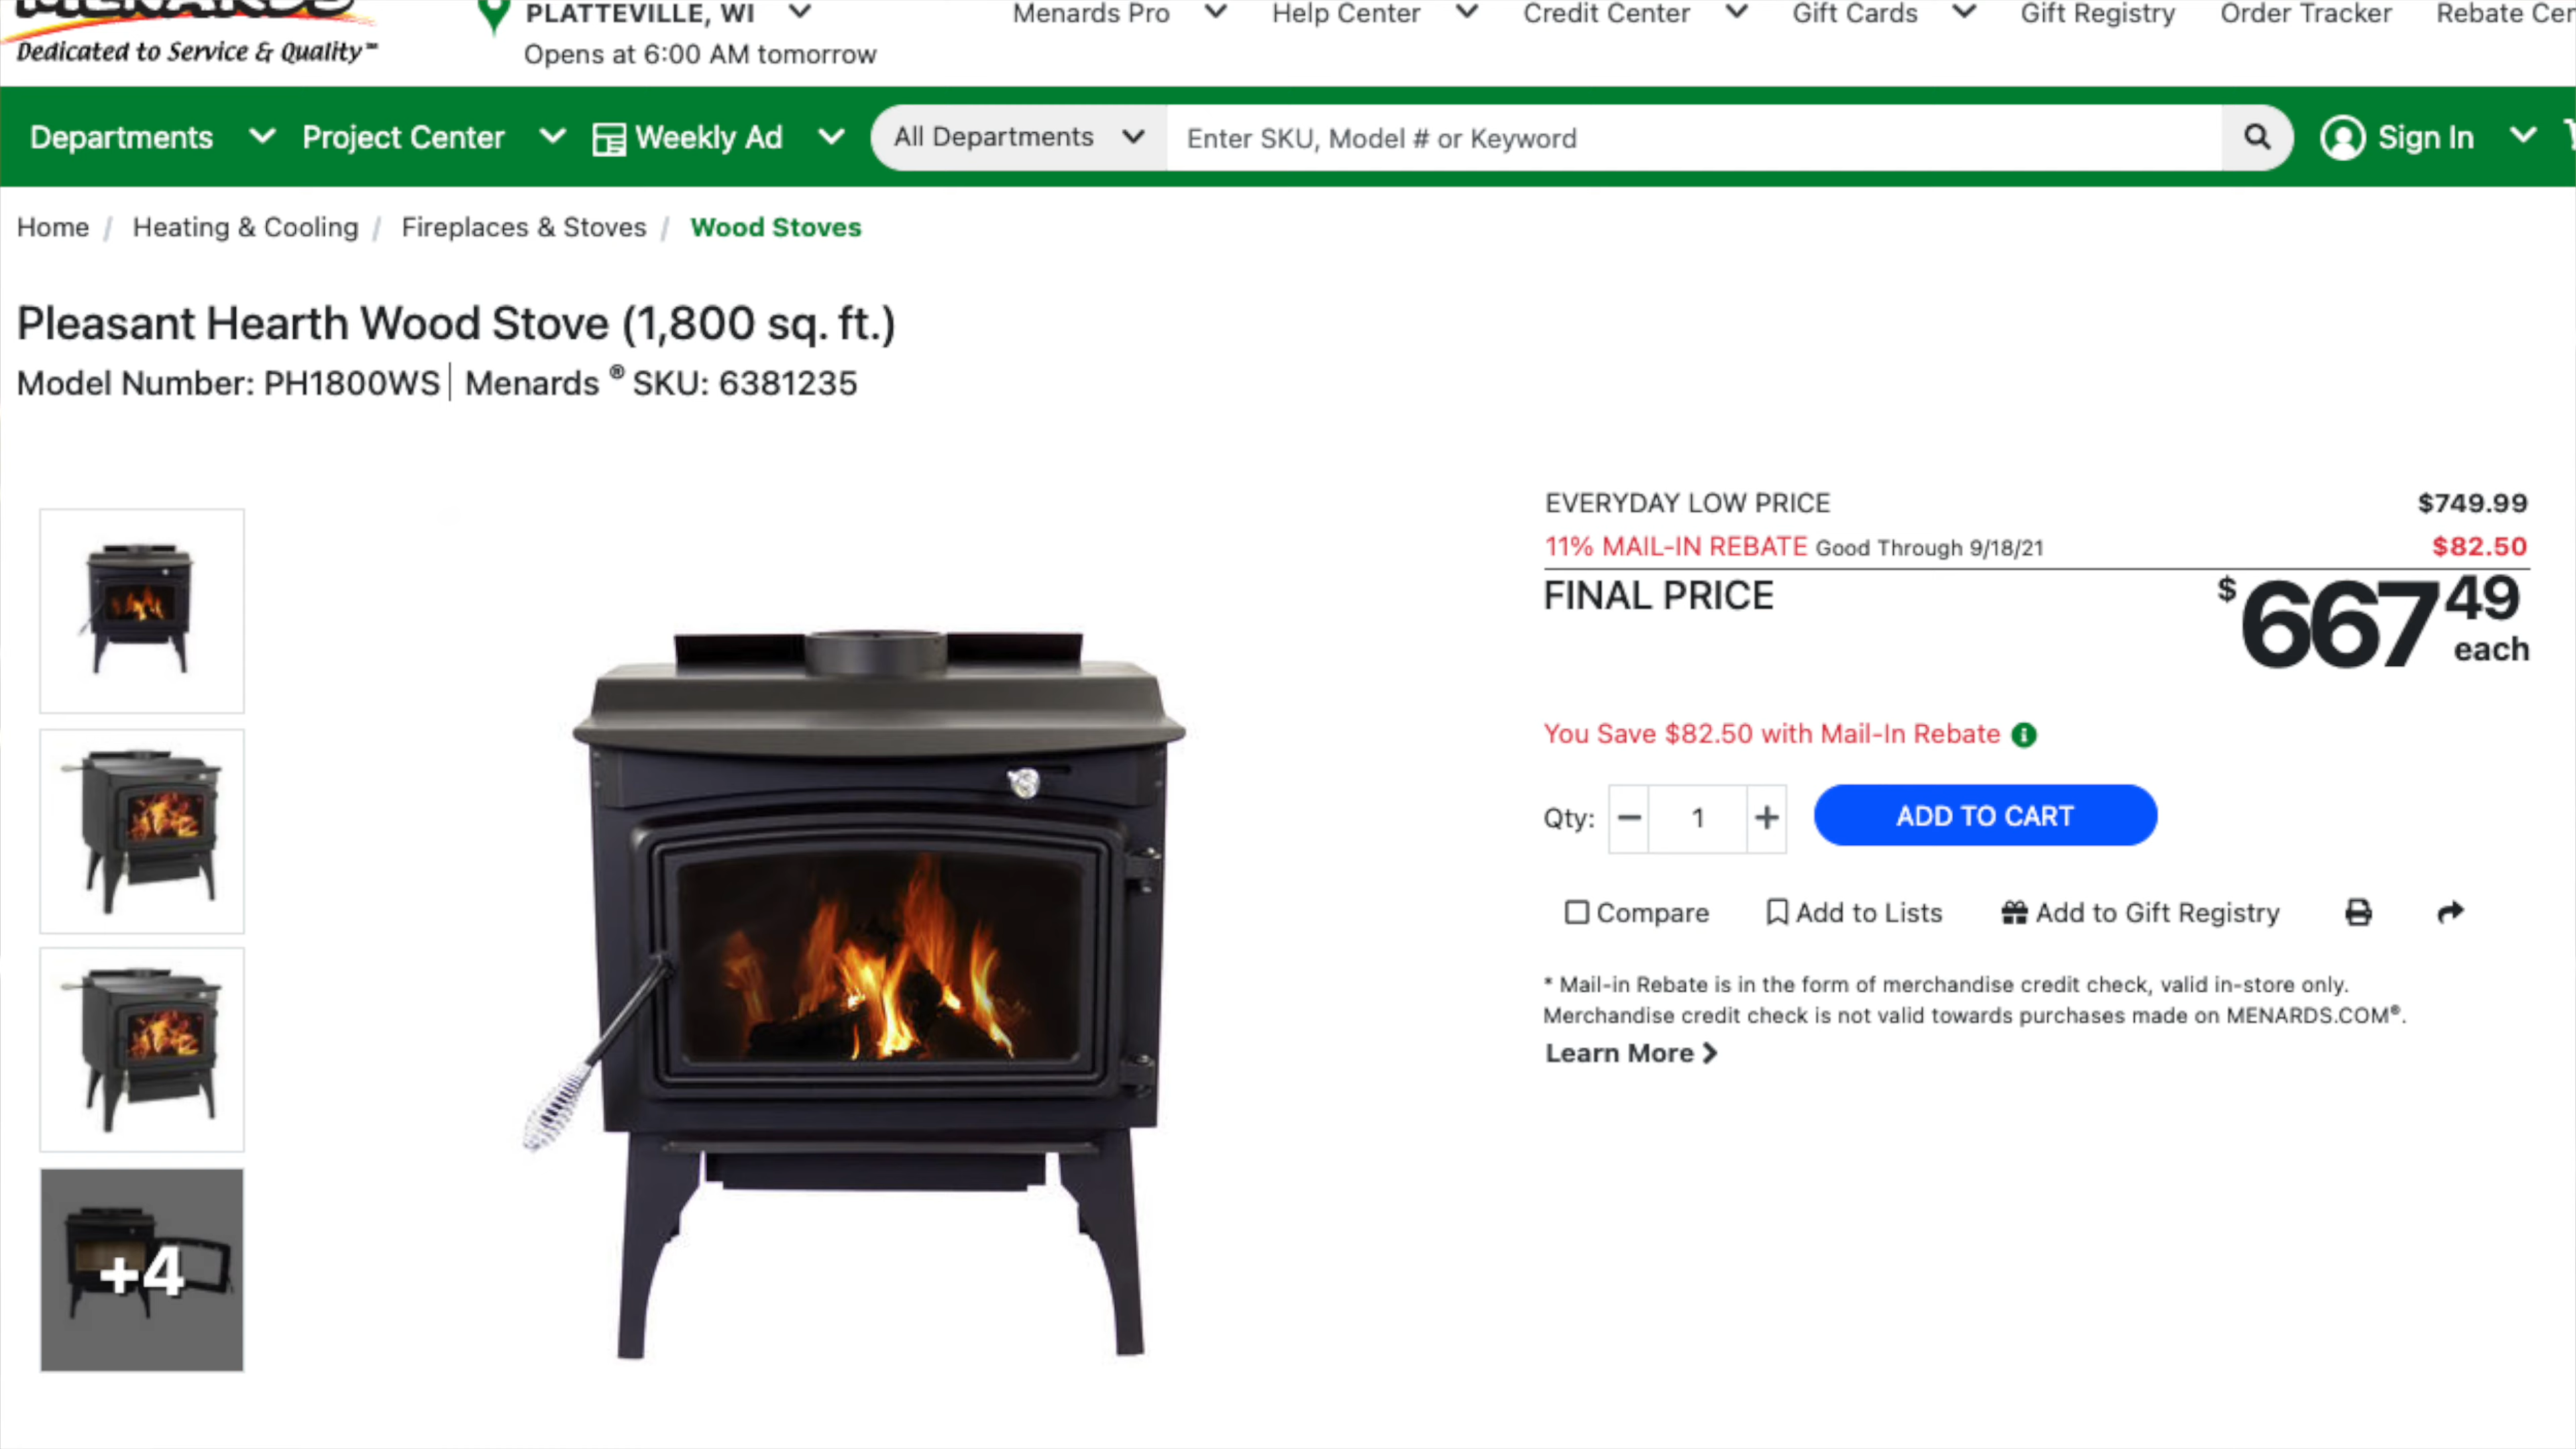 MENARDS
Dedicated to Service & Quality™
PLATTEVILLE, WI
Opens at 6:00 AM tomorrow
Menards Pro Help Center Credit Center Gift Cards Gift Registry Order Tracker Rebate
Departments Project Center Weekly Ad All Departments Enter SKU, Model # or Keyword Sign In
Home / Heating & Cooling / Fireplaces & Stoves / Wood Stoves
Pleasant Hearth Wood Stove (1,800 sq. ft.)
Model Number: PH1800WS | Menards ® SKU: 6381235
EVERYDAY LOW PRICE $749.99
11% MAIL-IN REBATE Good Through 9/18/21 $82.50
FINAL PRICE $667 49 each
You Save $82.50 with Mail-In Rebate
Qty: − 1 + ADD TO CART
Compare Add to Lists Add to Gift Registry
* Mail-in Rebate is in the form of merchandise credit check, valid in-store only.
Merchandise credit check is not valid towards purchases made on MENARDS.COM®.
Learn More
+4